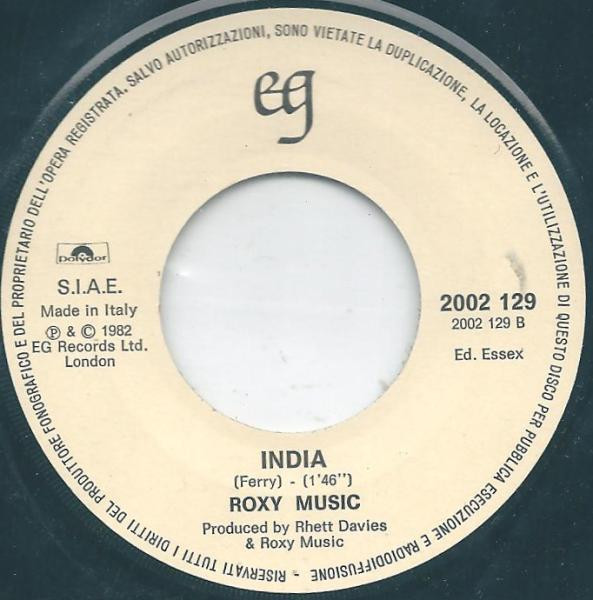 RISERVATI TUTTI I DIRITTI DEL PRODUTTORE FONOGRAFICO E DEL PROPRIETARIO DELL'OPERA REGISTRATA. SALVO AUTORIZZAZIONI, SONO VIETATE LA DUPLICAZIONE, LA LOCAZIONE E L'UTILIZZAZIONE DI QUESTO DISCO PER PUBBLICA ESECUZIONE E RADIODIFFUSIONE -
eg
Polydor
S.I.A.E.
Made in Italy
℗ & © 1982
EG Records Ltd.
London
2002 129
2002 129 B
Ed. Essex
INDIA
(Ferry) - (1'46")
ROXY MUSIC
Produced by Rhett Davies
& Roxy Music